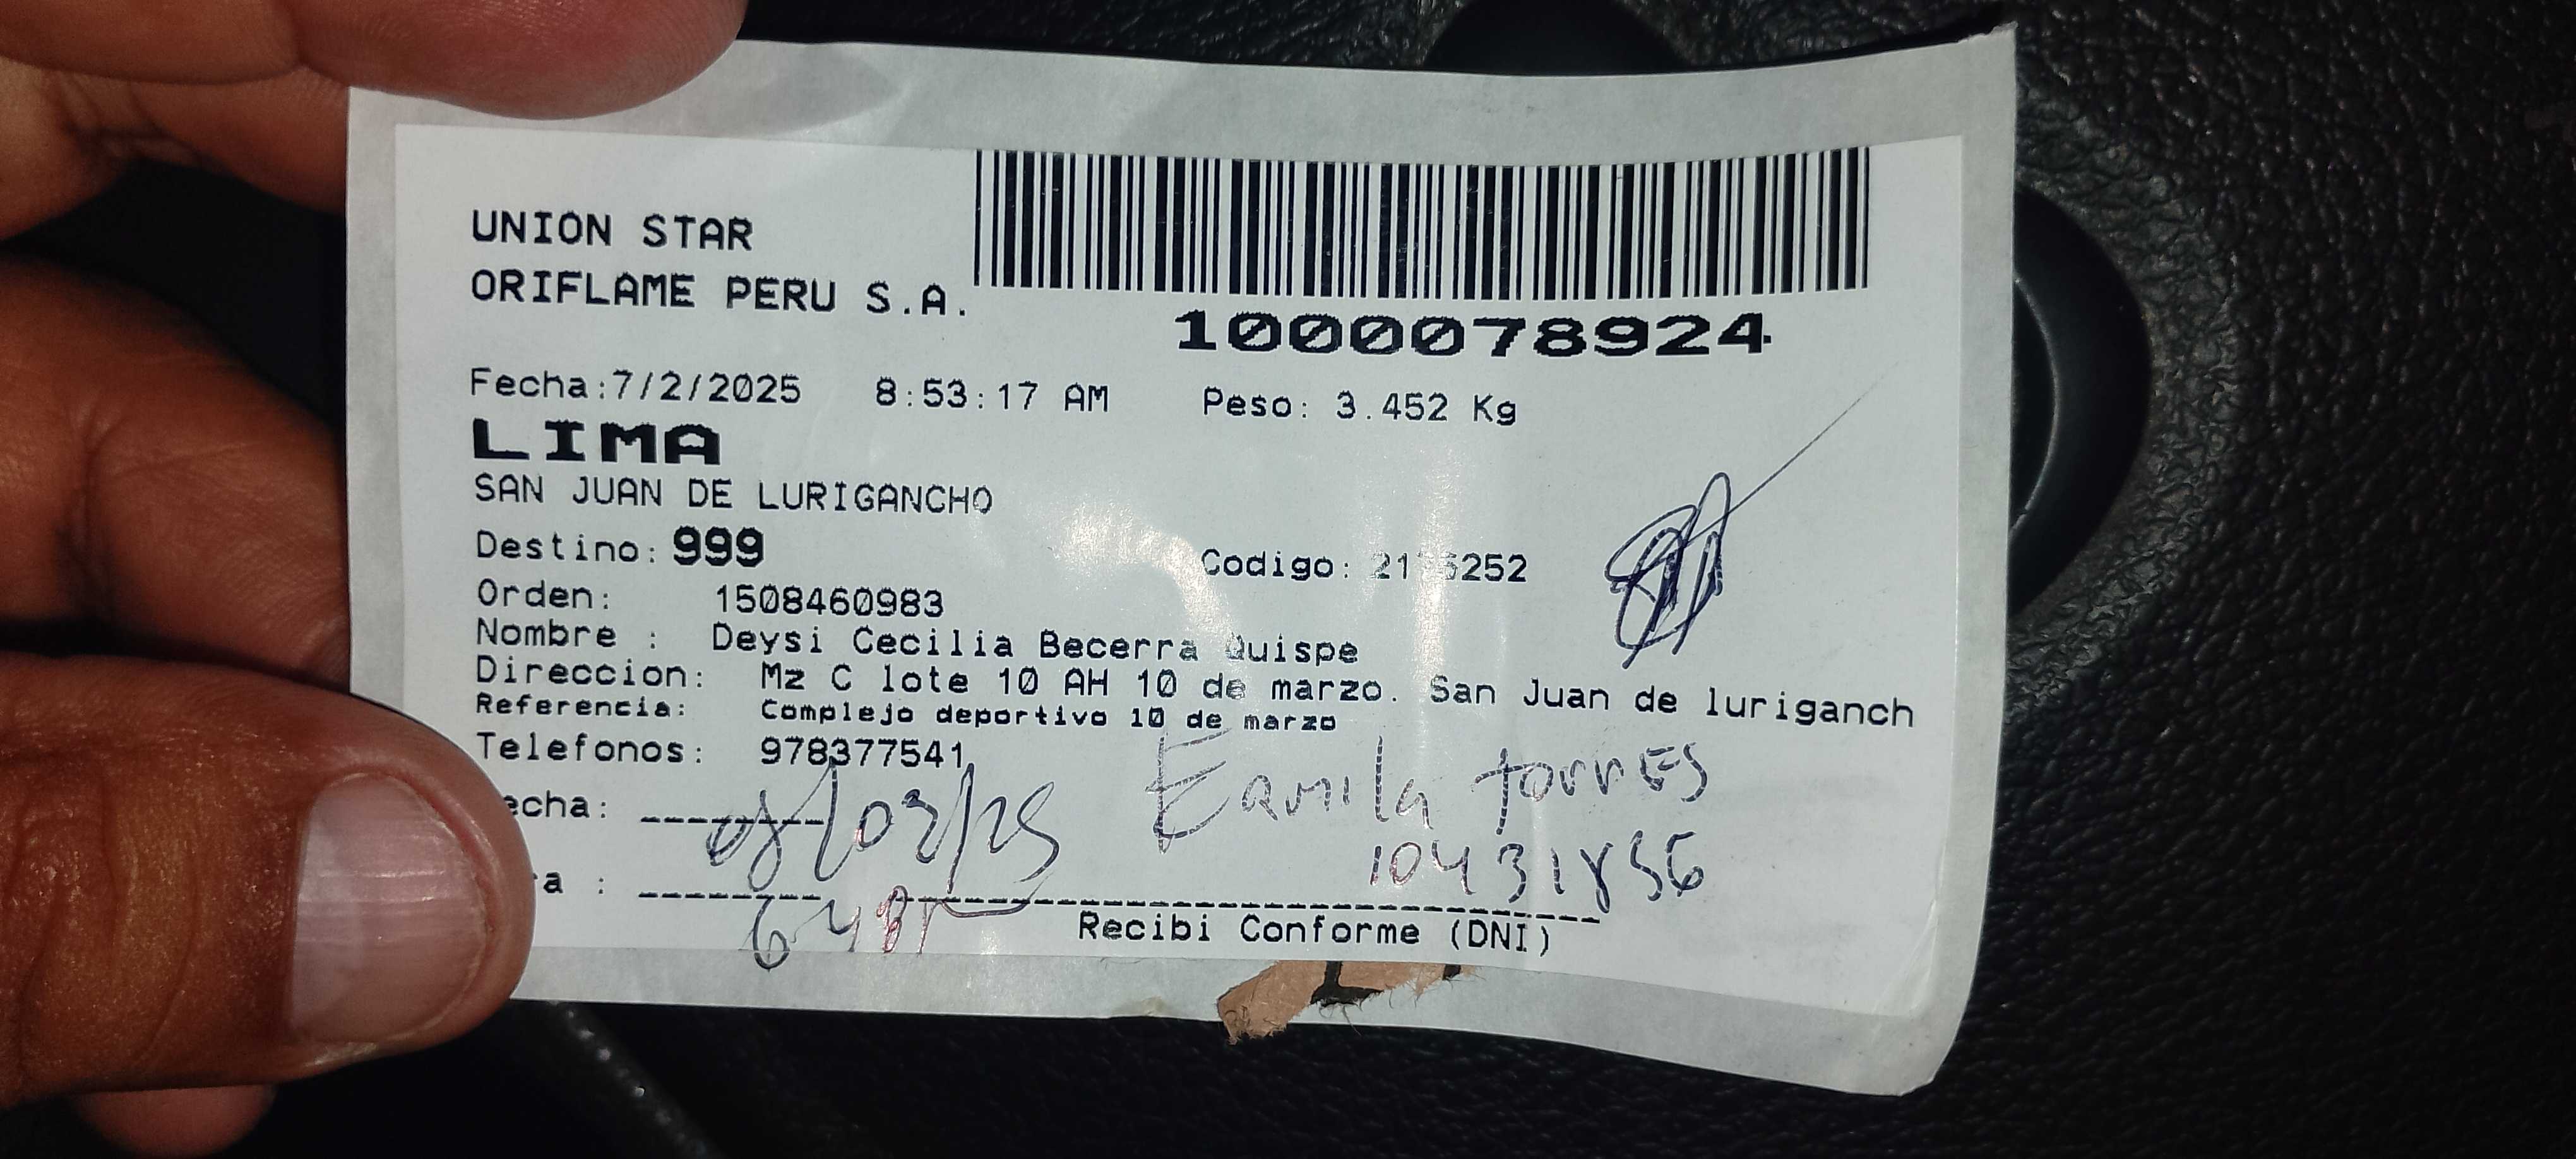 UNION STAR
ORIFLAME PERU S.A.
1000078924
Fecha:7/2/2025 8:53:17 AM Peso: 3.452 Kg
LIMA
SAN JUAN DE LURIGANCHO
Destino: 999
Codigo:
Orden: 1508460983
Nombre : Deysi Cecilia Becerra Quispe
Direccion: Mz C lote 10 AH 10 de marzo. San Juan de luriganch
Referencia: Complejo deportivo 10 de marzo
Telefonos: 978377541
echa:
torres
10431856
a :
Recibi Conforme (DNI)